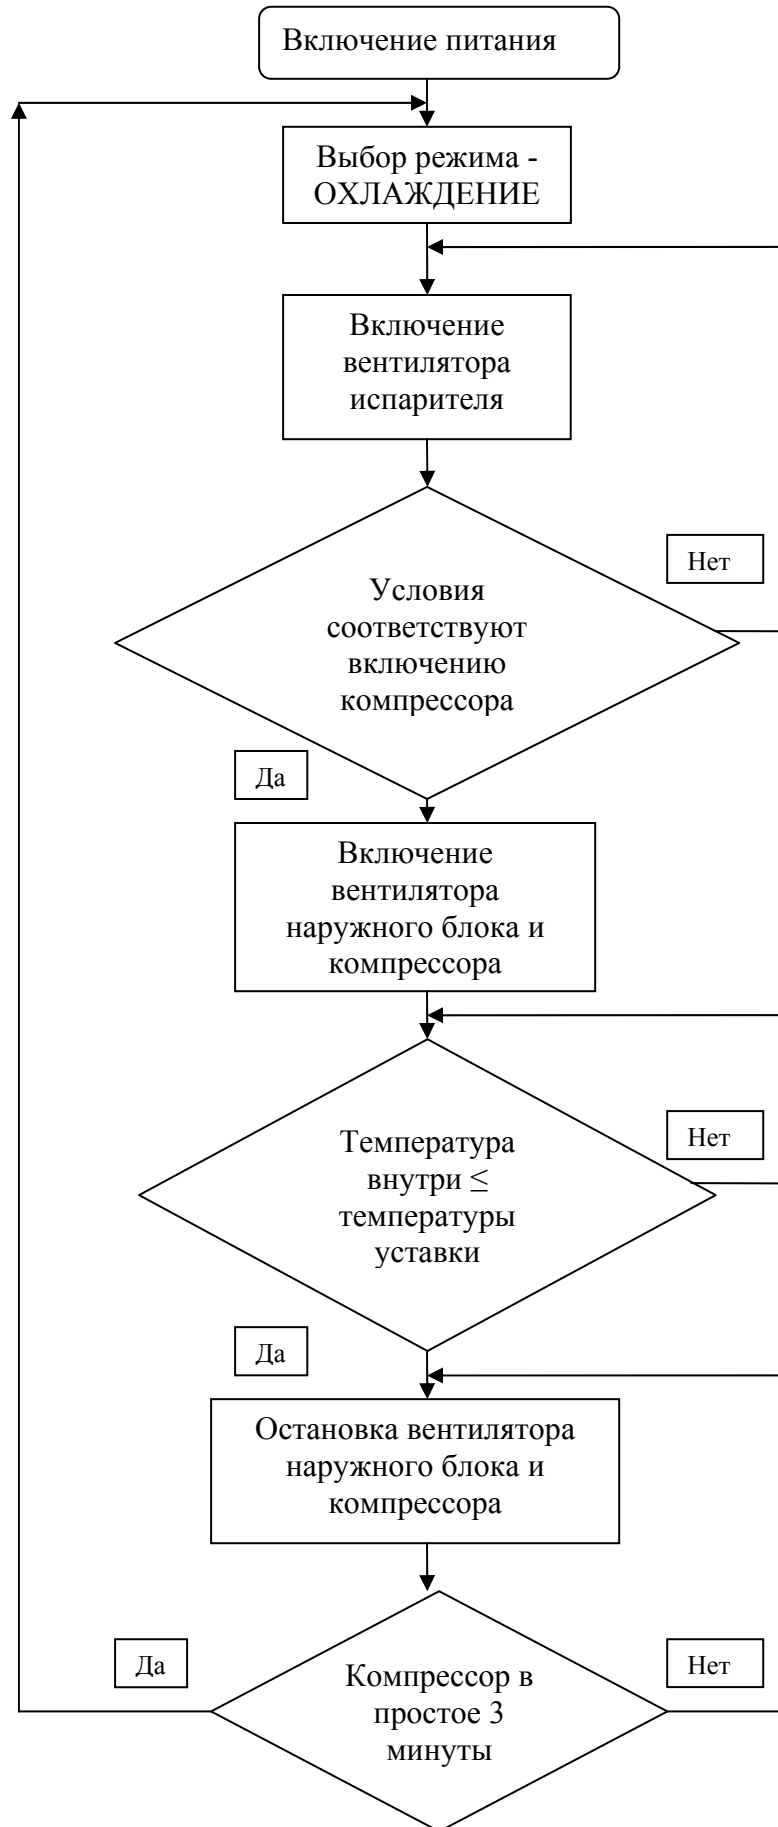 Включение питания
Выбор режима -
ОХЛАЖДЕНИЕ
Включение
вентилятора
испарителя
Нет
Условия
соответствуют
включению
компрессора
Да
Включение
вентилятора
наружного блока и
компрессора
Нет
Температура
внутри ≤
температуры
уставки
Да
Остановка вентилятора
наружного блока и
компрессора
Да
Нет
Компрессор в
простое 3
минуты